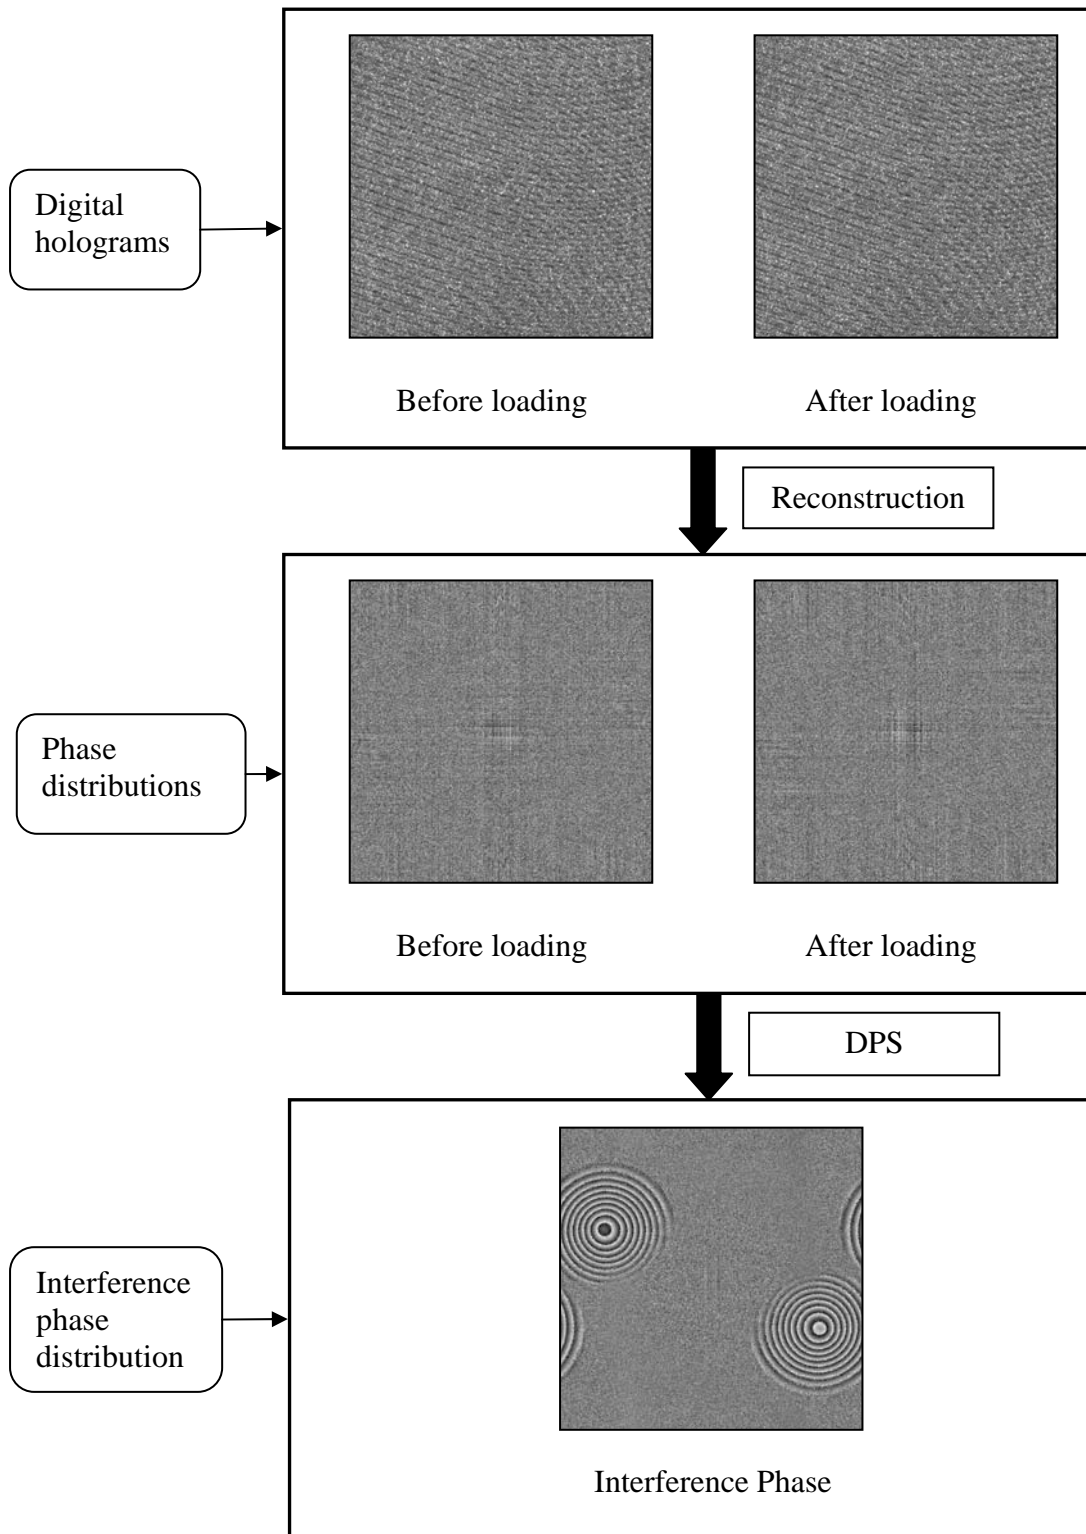 Digital
holograms
Before loading
After loading
Reconstruction
Phase
distributions
Before loading
After loading
DPS
Interference
phase
distribution
Interference Phase